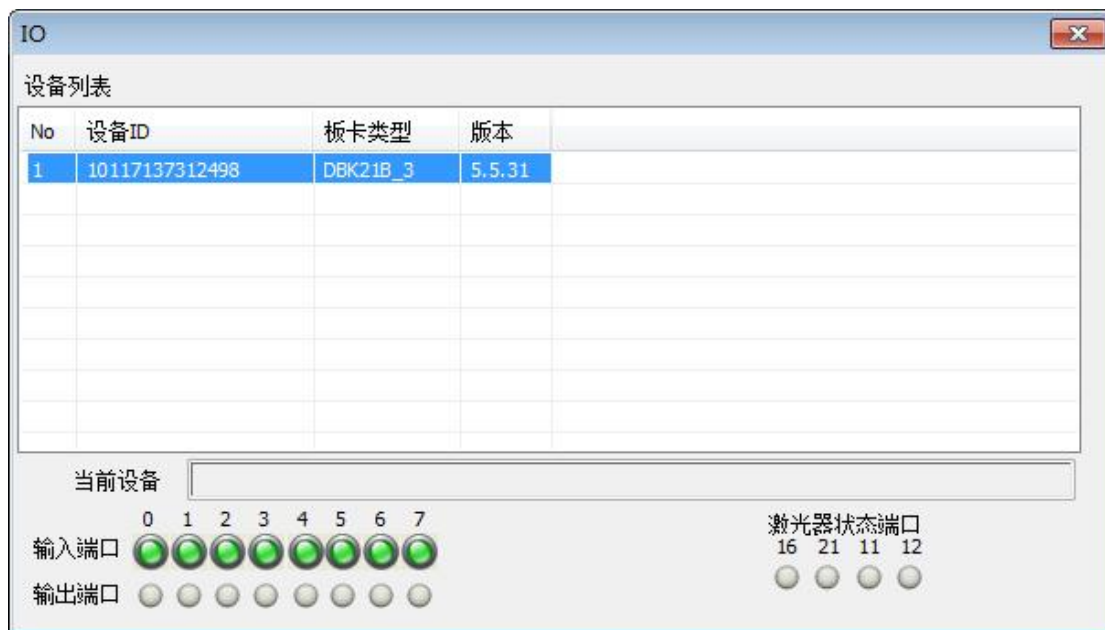 IO
设备列表
No 设备ID 板卡类型 版本
1 10117137312498 DBK21B_3 5.5.31
当前设备
0 1 2 3 4 5 6 7
输入端口
输出端口
激光器状态端口
16 21 11 12